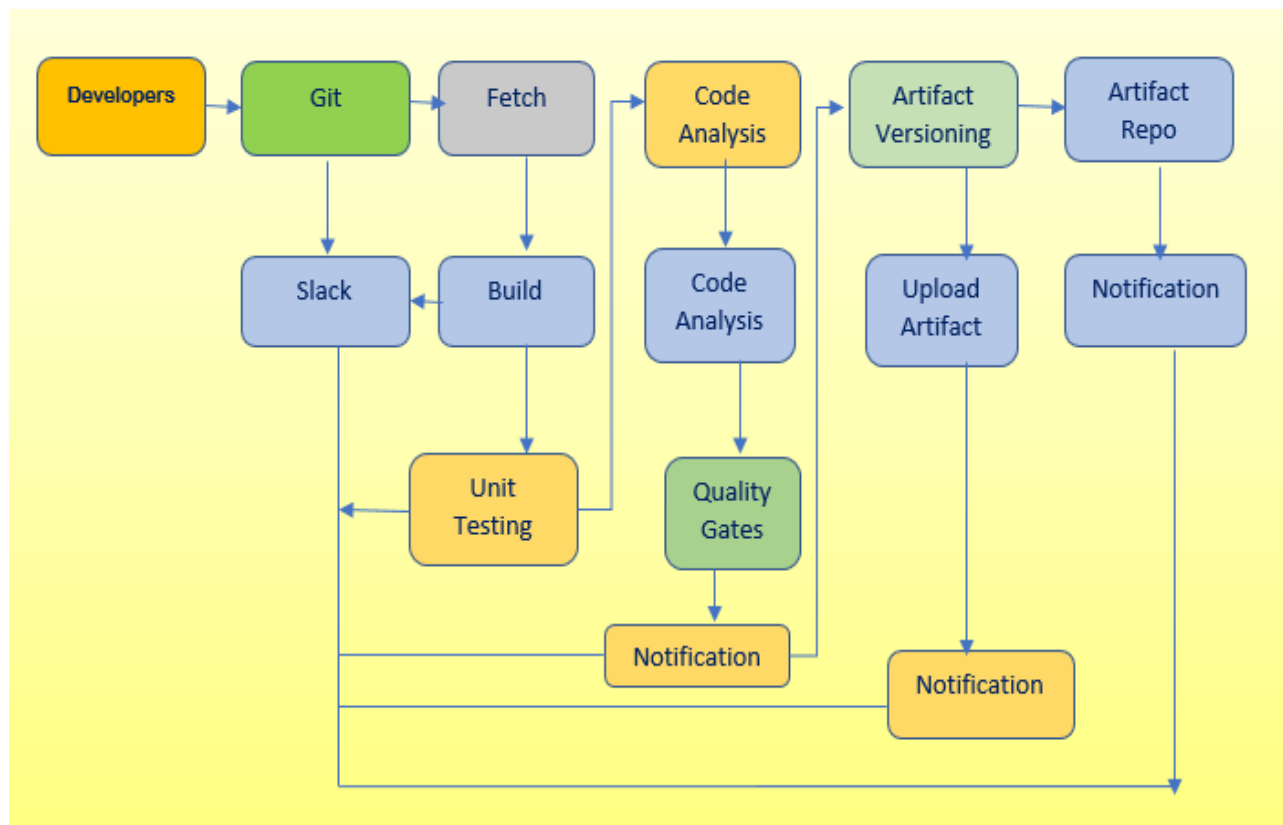 Developers
Git
Fetch
Code
Analysis
Artifact
Versioning
Artifact
Repo
Slack
Build
Code
Analysis
Upload
Artifact
Notification
Unit
Testing
Quality
Gates
Notification
Notification